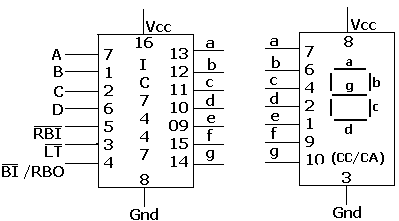 Vcc Vcc
16 8
A 7 I 13 a a 7
B 1 C 12 b b 6 a
C 2 7 11 c c 4 g b
D 6 4 10 d d 2 c
RBI 5 4 09 e e 1 d
LT 3 7 15 f f 9
BI /RBO 4 14 g g 10 (CC/CA)
8 3
Gnd Gnd